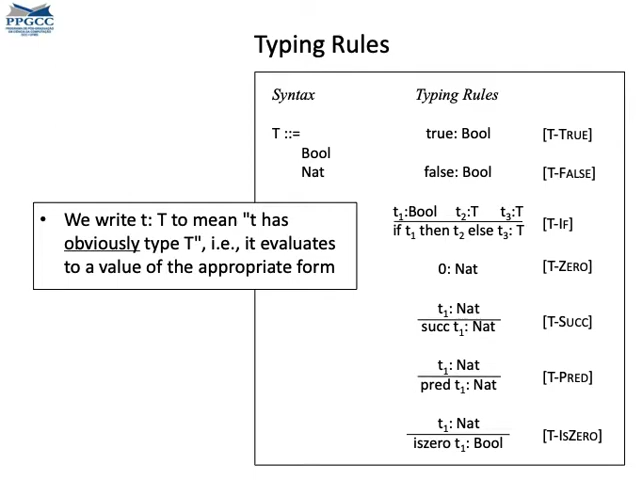 PPGCC
Typing Rules
Syntax
Typing Rules
T ::=
Bool
Nat
true: Bool [T-TRUE]
false: Bool [T-FALSE]
t1:Bool t2:T t3:T
if t1 then t2 else t3: T [T-IF]
0: Nat [T-ZERO]
t1: Nat
succ t1: Nat [T-SUCC]
t1: Nat
pred t1: Nat [T-PRED]
t1: Nat
iszero t1: Bool [T-ISZERO]
• We write t: T to mean "t has
obviously type T", i.e., it evaluates
to a value of the appropriate form